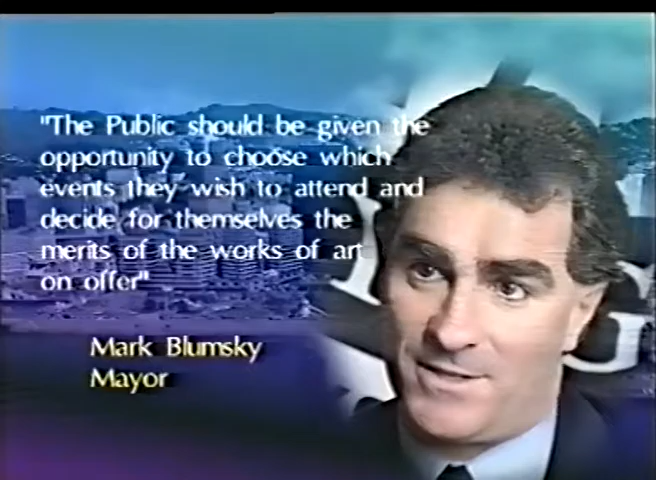 "The Public should be given the
opportunity to choose which
events they wish to attend and
decide for themselves the
merits of the works of art
on offer"
Mark Blumsky
Mayor